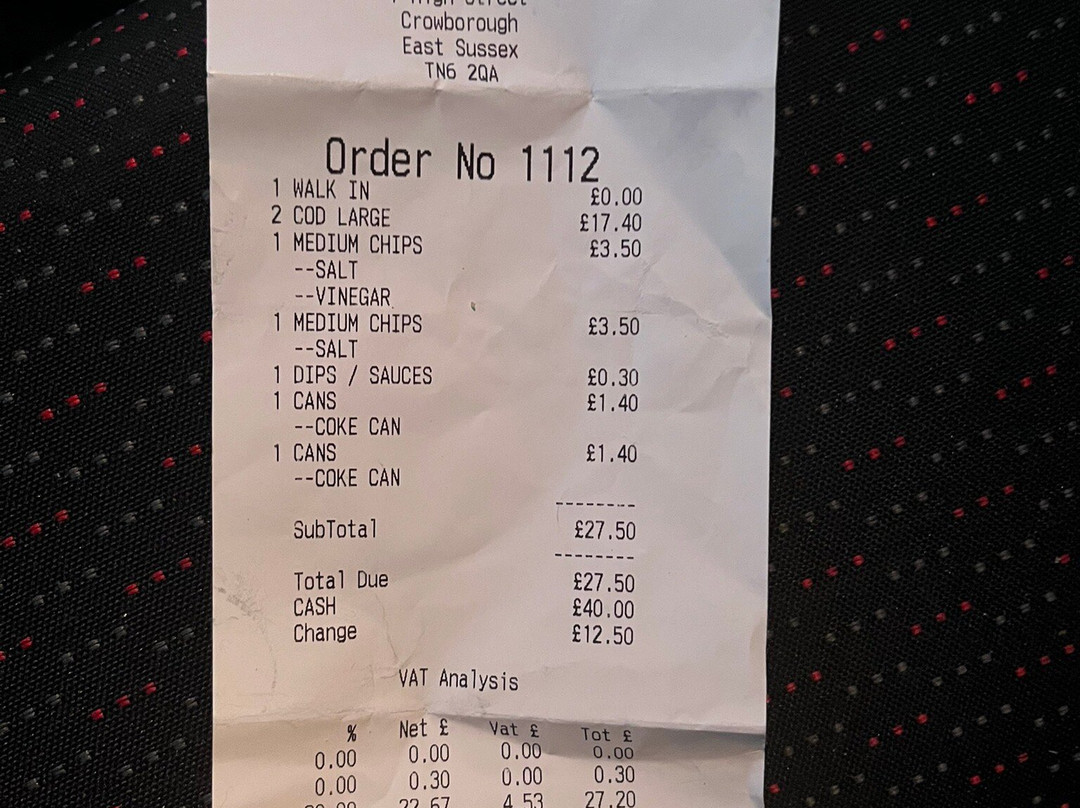 High Street
Crowborough
East Sussex
TN6 2QA
Order No 1112
1 WALK IN £0.00
2 COD LARGE £17.40
1 MEDIUM CHIPS £3.50
--SALT
--VINEGAR
1 MEDIUM CHIPS £3.50
--SALT
1 DIPS / SAUCES £0.30
1 CANS £1.40
--COKE CAN
1 CANS £1.40
--COKE CAN
--------
SubTotal £27.50
--------
Total Due £27.50
CASH £40.00
Change £12.50
VAT Analysis
% Net £ Vat £ Tot £
0.00 0.00 0.00 0.00
0.00 0.30 0.00 0.30
22.67 4.53 27.20